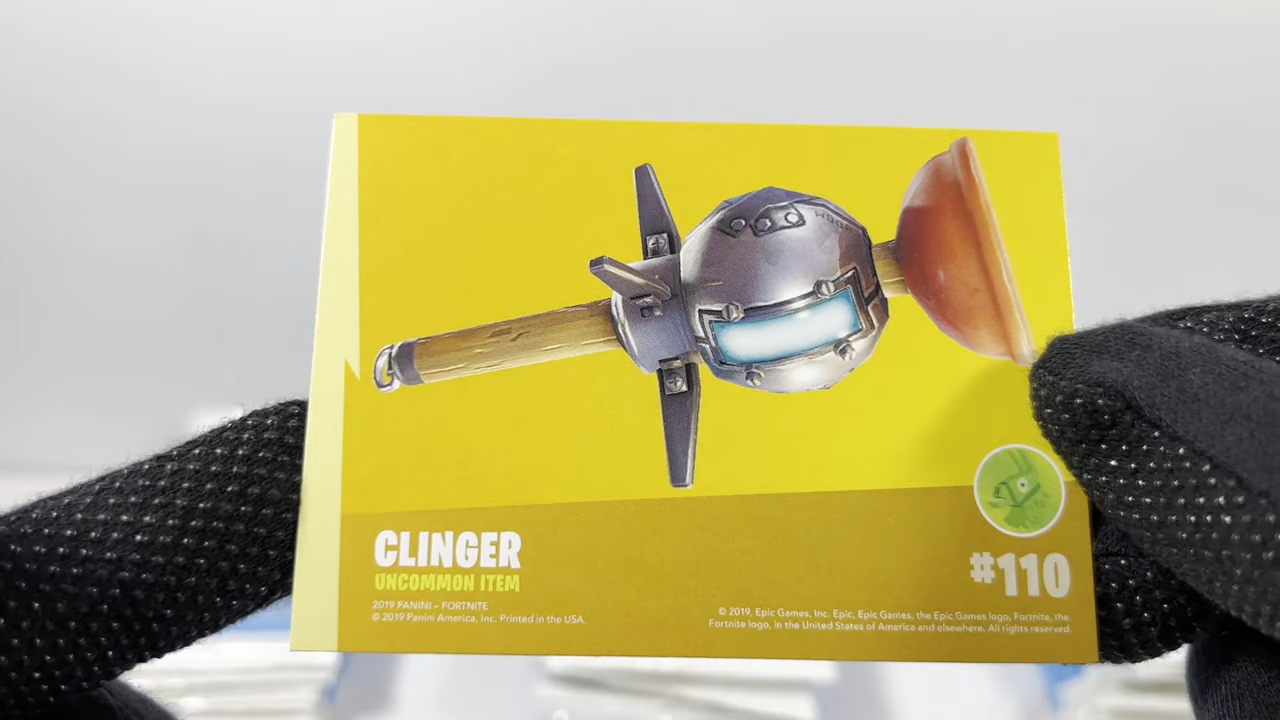 CLINGER
UNCOMMON ITEM
2019 PANINI – FORTNITE
© 2019 Panini America, Inc. Printed in the USA.
#110
© 2019, Epic Games, Inc. Epic, Epic Games, the Epic Games logo, Fortnite, the
Fortnite logo, in the United States of America and elsewhere. All rights reserved.